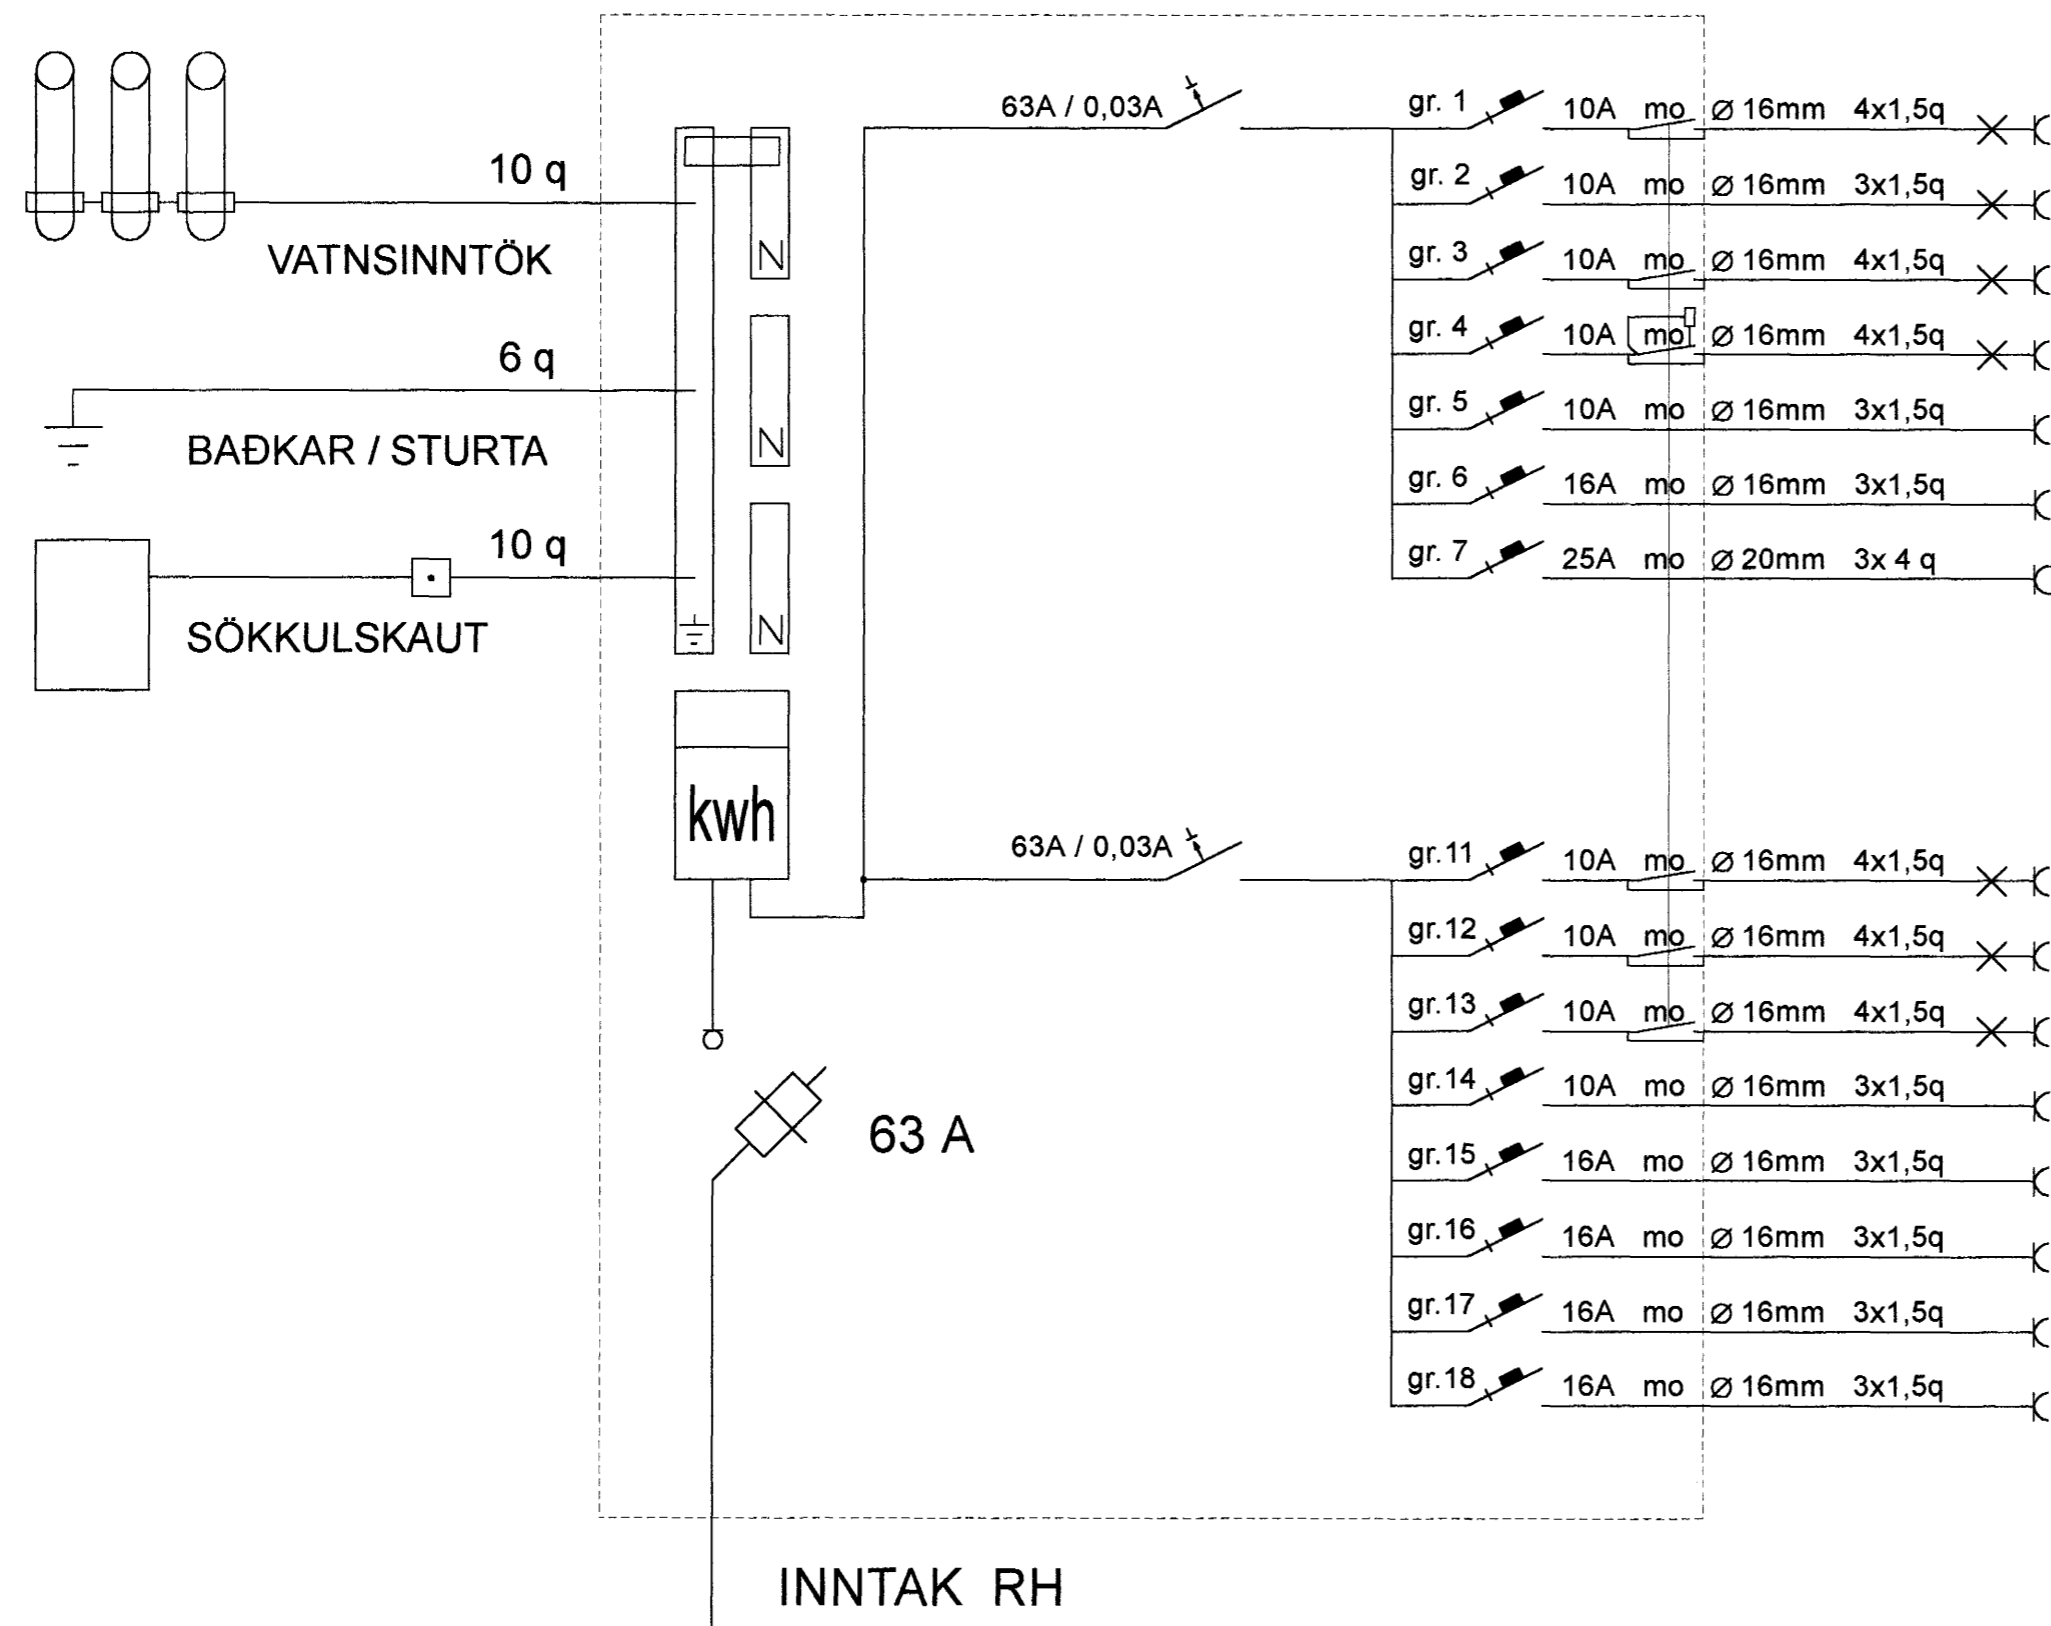 VATNSINNTÖK
10 q
BAÐKAR / STURTA
6 q
SÖKKULSKAUT
10 q
N
N
N
kwh
63 A
INNTAK RH
63A / 0,03A
gr. 1 10A mo Ø 16mm 4x1,5q
gr. 2 10A mo Ø 16mm 3x1,5q
gr. 3 10A mo Ø 16mm 4x1,5q
gr. 4 10A mo Ø 16mm 4x1,5q
gr. 5 10A mo Ø 16mm 3x1,5q
gr. 6 16A mo Ø 16mm 3x1,5q
gr. 7 25A mo Ø 20mm 3x 4 q
63A / 0,03A
gr.11 10A mo Ø 16mm 4x1,5q
gr.12 10A mo Ø 16mm 4x1,5q
gr.13 10A mo Ø 16mm 4x1,5q
gr.14 10A mo Ø 16mm 3x1,5q
gr.15 16A mo Ø 16mm 3x1,5q
gr.16 16A mo Ø 16mm 3x1,5q
gr.17 16A mo Ø 16mm 3x1,5q
gr.18 16A mo Ø 16mm 3x1,5q